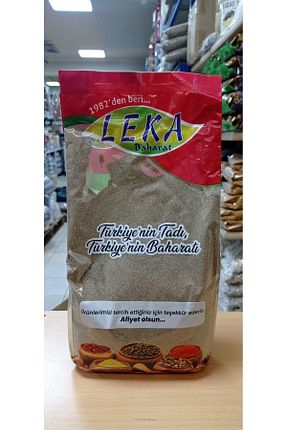 1982'den beri...
LEKA
Baharat
Türkiye'nin Tadı,
Türkiye'nin Baharatı
Ürünlerimizi tercih ettiğiniz için teşekkür ederiz.
Afiyet olsun...